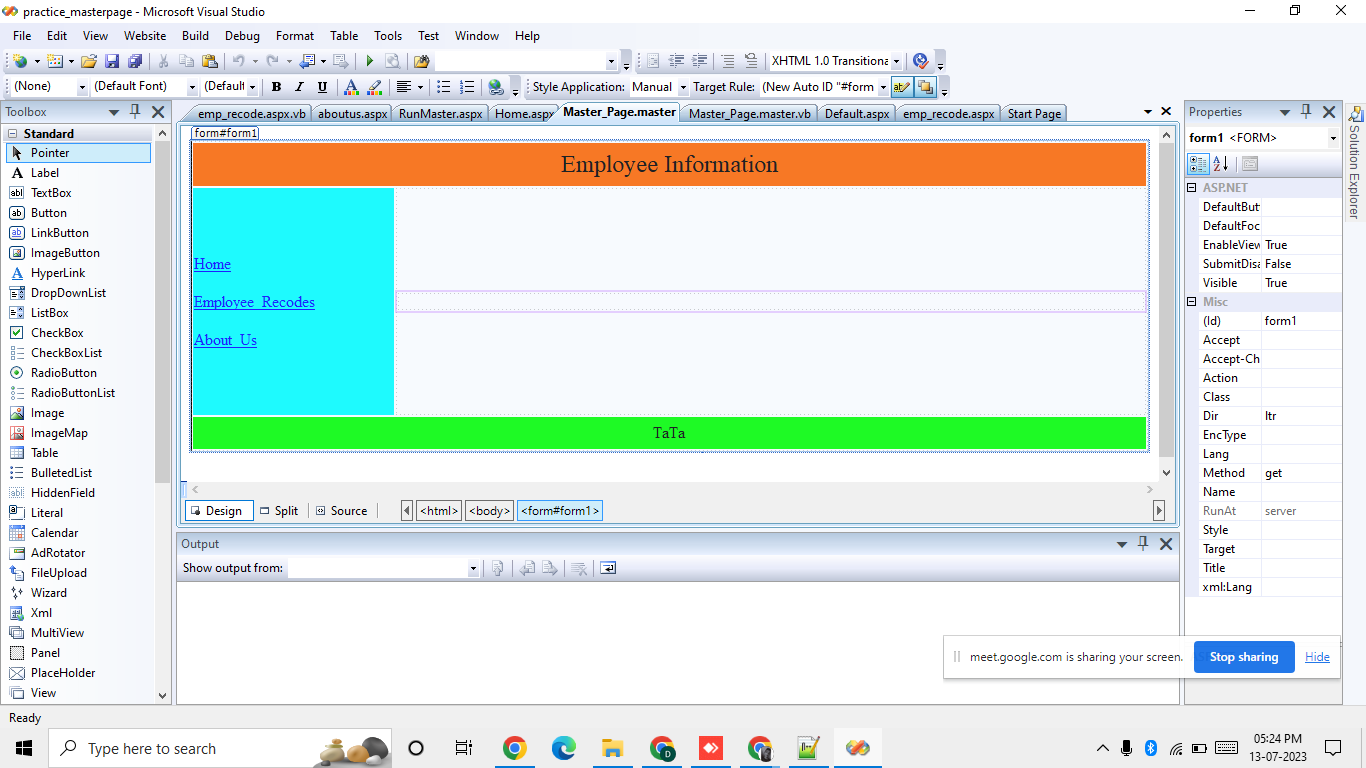 practice_masterpage - Microsoft Visual Studio
File Edit View Website Build Debug Format Table Tools Test Window Help
XHTML 1.0 Transitiona
(None) (Default Font) (Default B I U A Style Application: Manual Target Rule: (New Auto ID "#form
Toolbox
Standard
Pointer
A Label
ab| TextBox
ab Button
ab LinkButton
ImageButton
A HyperLink
DropDownList
ListBox
CheckBox
CheckBoxList
RadioButton
RadioButtonList
Image
ImageMap
Table
BulletedList
HiddenField
Literal
Calendar
AdRotator
FileUpload
Wizard
Xml
MultiView
Panel
PlaceHolder
View
emp_recode.aspx.vb aboutus.aspx RunMaster.aspx Home.aspx Master_Page.master Master_Page.master.vb Default.aspx emp_recode.aspx Start Page
form#form1
Employee Information
Home
Employee Recodes
About Us
TaTa
Design Split Source <html> <body> <form#form1>
Output
Show output from:
Properties
form1 <FORM>
ASP.NET
DefaultBut
DefaultFoc
EnableView True
SubmitDisa False
Visible True
Misc
(Id) form1
Accept
Accept-Ch
Action
Class
Dir ltr
EncType
Lang
Method get
Name
RunAt server
Style
Target
Title
xml:Lang
Solution Explorer
meet.google.com is sharing your screen. Stop sharing Hide
Ready
Type here to search
05:24 PM
13-07-2023